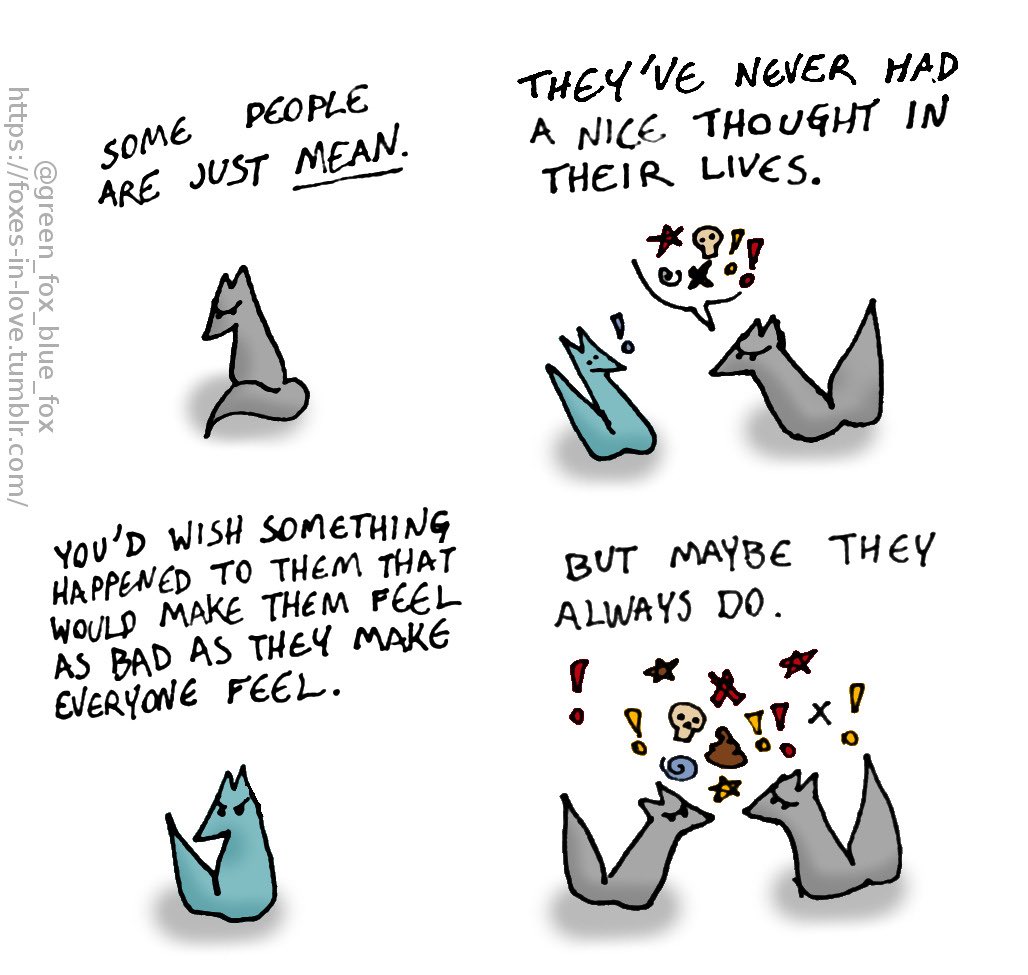 SOME PEOPLE
ARE JUST MEAN.
THEY'VE NEVER HAD
A NICE THOUGHT IN
THEIR LIVES.
!
!!
!
YOU'D WISH SOMETHING
HAPPENED TO THEM THAT
WOULD MAKE THEM FEEL
AS BAD AS THEY MAKE
EVERYONE FEEL.
BUT MAYBE THEY
ALWAYS DO.
! ! ! ! X !
@green_fox_blue_fox
https://foxes-in-love.tumblr.com/